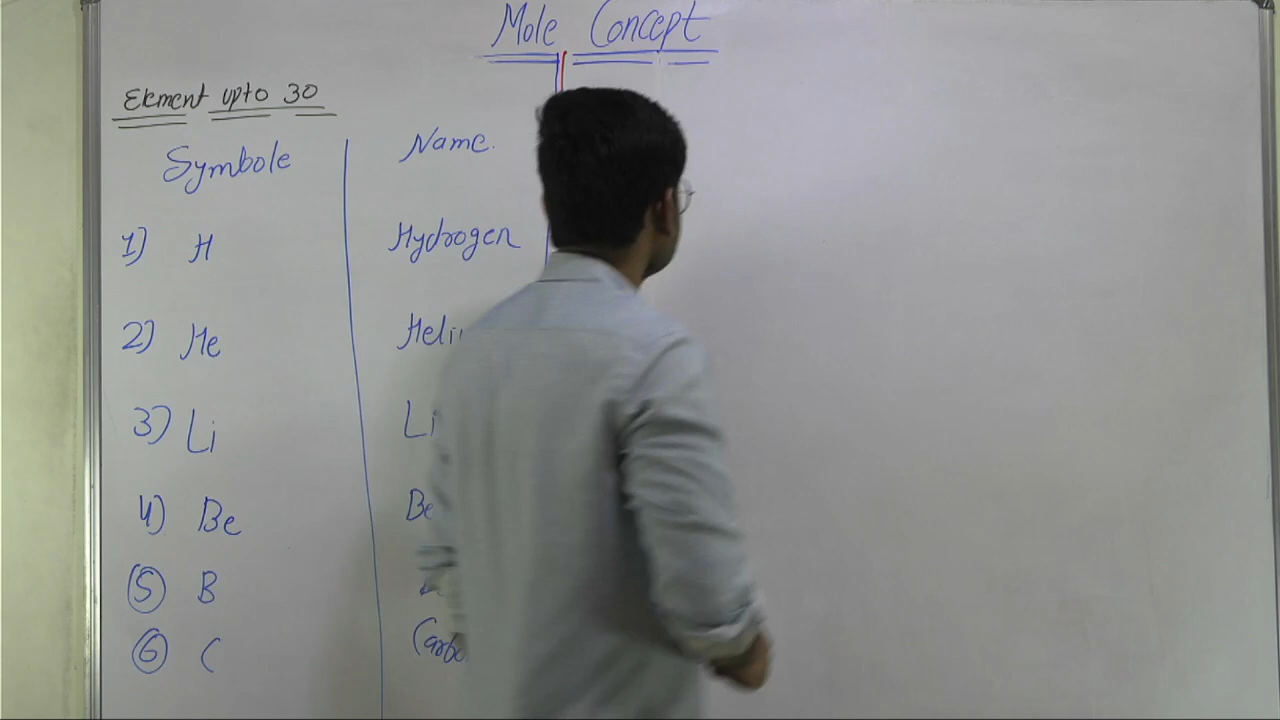 Mole Concept
Element upto 30
Symbole Name.
1) H Hydrogen
2) He
3) Li
4) Be
5 B
6 C